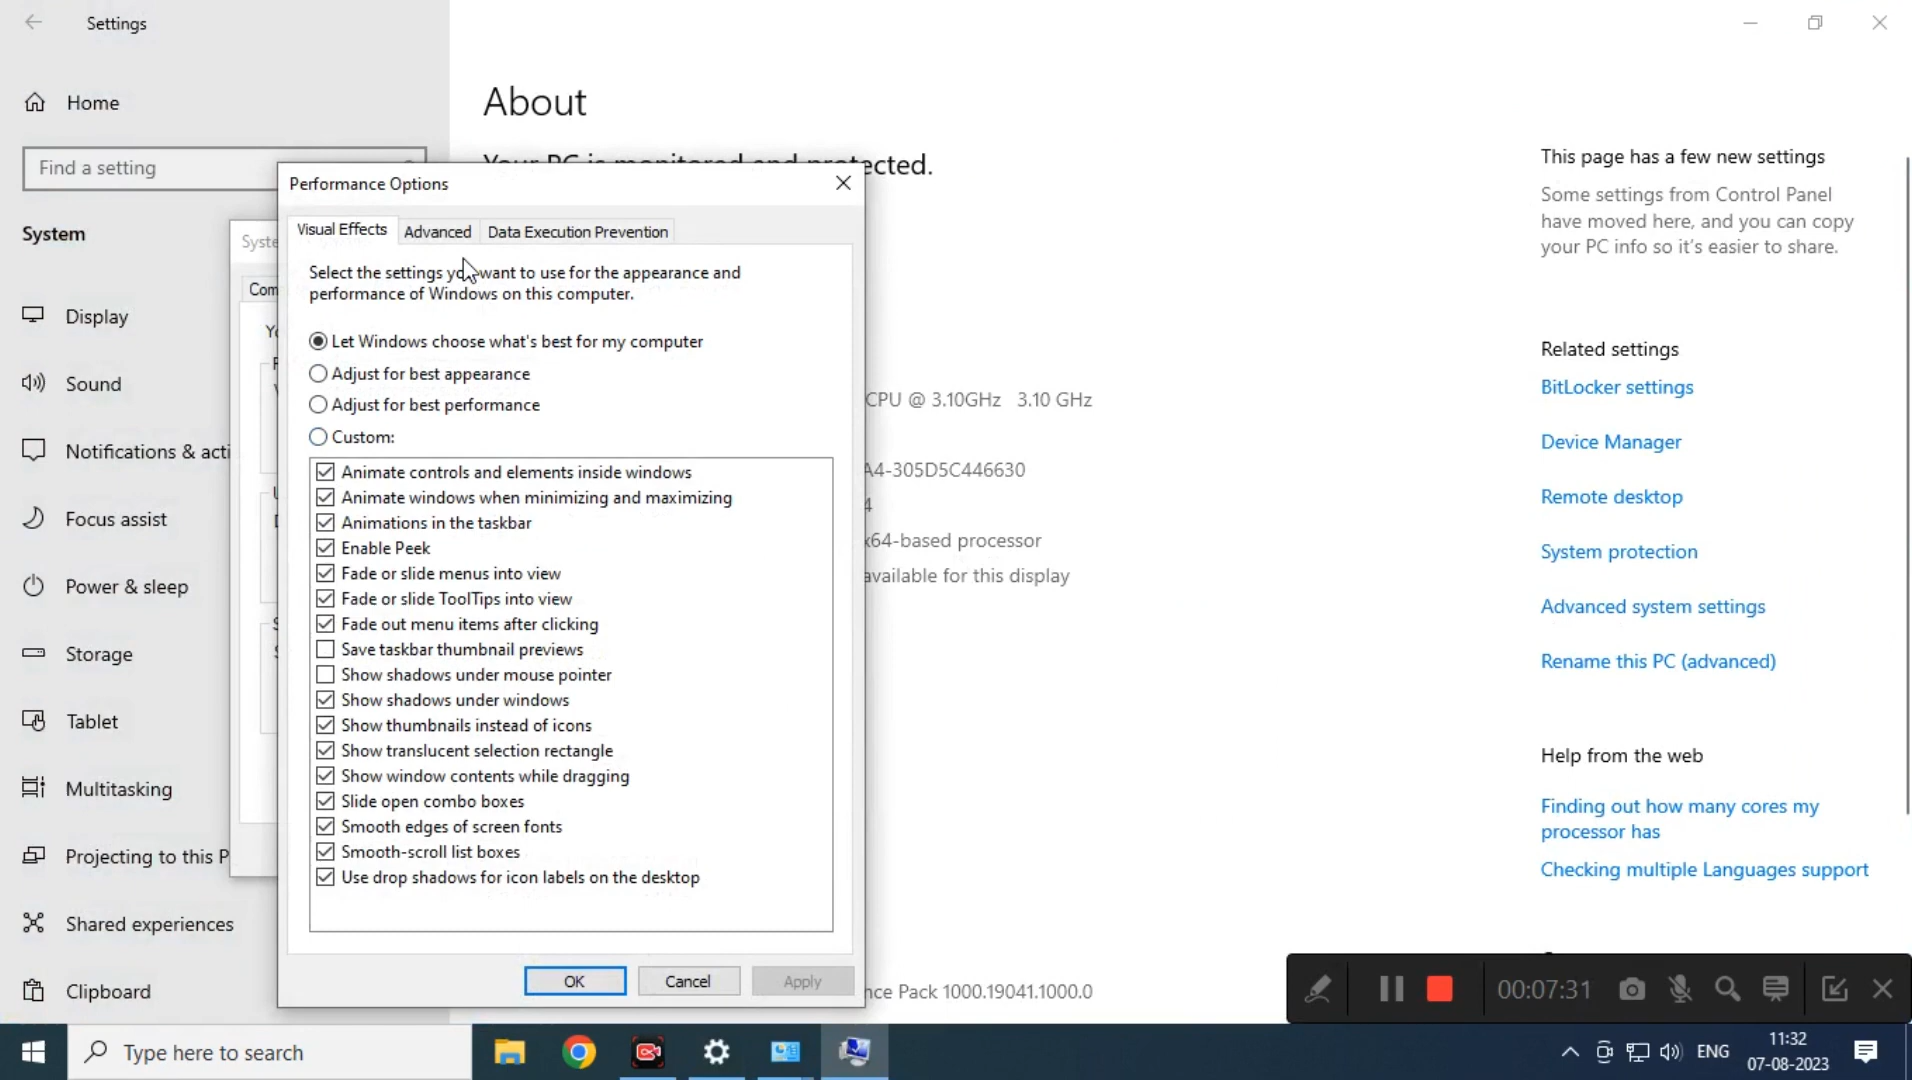 Settings
Home
Find a setting
System
Display
Sound
Notifications & acti
Focus assist
Power & sleep
Storage
Tablet
Multitasking
Projecting to this P
Shared experiences
Clipboard
About
Your PC is monitored and protected.
CPU @ 3.10GHz 3.10 GHz
A4-305D5C446630
4
x64-based processor
available for this display
nce Pack 1000.19041.1000.0
Syste
Com
Yo
Performance Options
Visual Effects
Advanced
Data Execution Prevention
Select the settings you want to use for the appearance and
performance of Windows on this computer.
Let Windows choose what's best for my computer
Adjust for best appearance
Adjust for best performance
Custom:
Animate controls and elements inside windows
Animate windows when minimizing and maximizing
Animations in the taskbar
Enable Peek
Fade or slide menus into view
Fade or slide ToolTips into view
Fade out menu items after clicking
Save taskbar thumbnail previews
Show shadows under mouse pointer
Show shadows under windows
Show thumbnails instead of icons
Show translucent selection rectangle
Show window contents while dragging
Slide open combo boxes
Smooth edges of screen fonts
Smooth-scroll list boxes
Use drop shadows for icon labels on the desktop
OK
Cancel
Apply
This page has a few new settings
Some settings from Control Panel
have moved here, and you can copy
your PC info so it's easier to share.
Related settings
BitLocker settings
Device Manager
Remote desktop
System protection
Advanced system settings
Rename this PC (advanced)
Help from the web
Finding out how many cores my
processor has
Checking multiple Languages support
00:07:31
Type here to search
ENG
11:32
07-08-2023